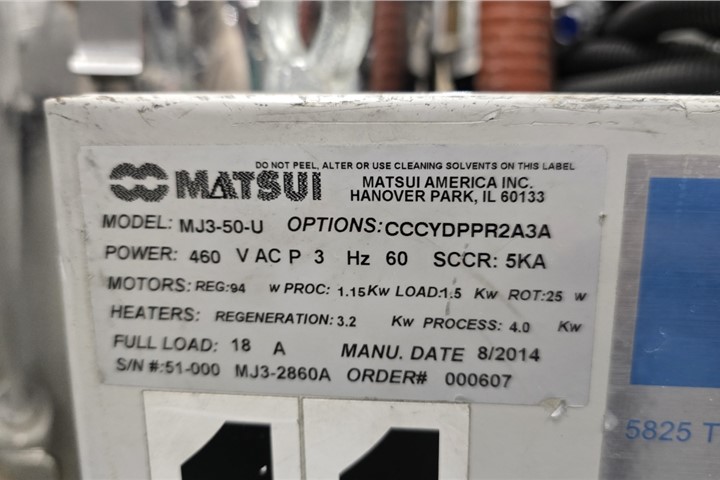 DO NOT PEEL, ALTER OR USE CLEANING SOLVENTS ON THIS LABEL
MATSUI MATSUI AMERICA INC.
HANOVER PARK, IL 60133
MODEL: MJ3-50-U OPTIONS: CCCYDPPR2A3A
POWER: 460 V AC P 3 Hz 60 SCCR: 5KA
MOTORS: REG:94 W PROC: 1.15Kw LOAD:1.5 Kw ROT:25 W
HEATERS: REGENERATION: 3.2 Kw PROCESS: 4.0 Kw
FULL LOAD: 18 A MANU. DATE 8/2014
S/N #:51-000 MJ3-2860A ORDER# 000607
5825 T
11